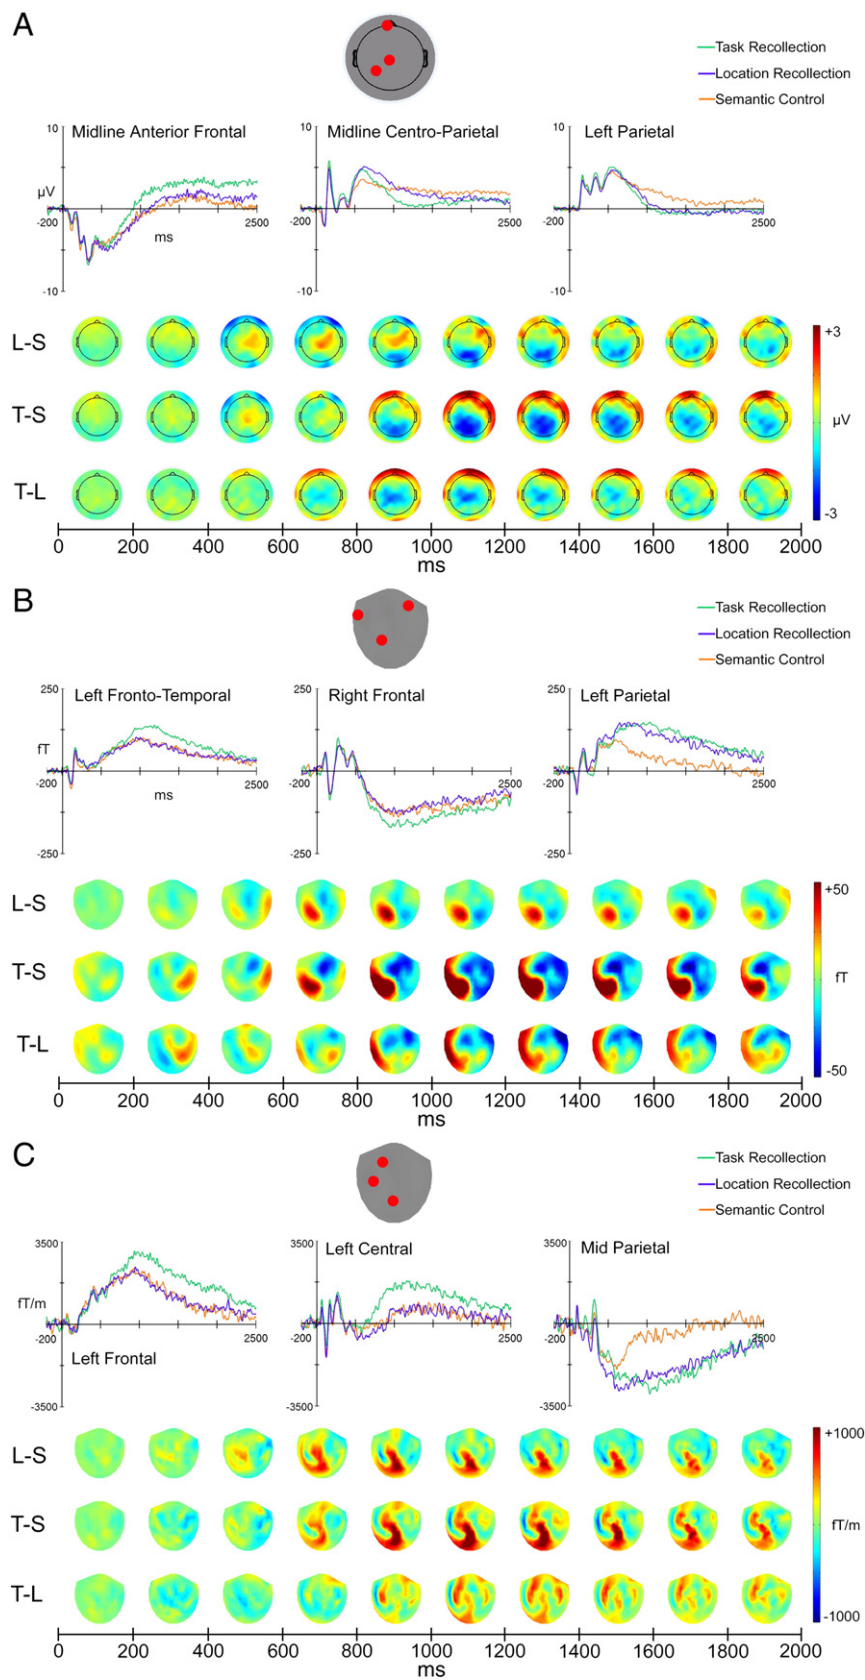 A
Task Recollection
Location Recollection
Semantic Control
10 Midline Anterior Frontal
10 Midline Centro-Parietal
10 Left Parietal
µV
-200 2500
-200 2500
-200 2500
ms
-10
-10
-10
L-S
+3
T-S
µV
T-L
-3
0 200 400 600 800 1000 1200 1400 1600 1800 2000
ms
B
Task Recollection
Location Recollection
Semantic Control
250 Left Fronto-Temporal
250 Right Frontal
250 Left Parietal
fT
-200 2500
-200 2500
-200 2500
ms
-250
-250
-250
L-S
+50
T-S
fT
T-L
-50
0 200 400 600 800 1000 1200 1400 1600 1800 2000
ms
C
Task Recollection
Location Recollection
Semantic Control
3500
3500 Left Central
3500 Mid Parietal
fT/m
-200 2500
-200 2500
-200 2500
Left Frontal
-3500
-3500
-3500
L-S
+1000
T-S
fT/m
T-L
-1000
0 200 400 600 800 1000 1200 1400 1600 1800 2000
ms